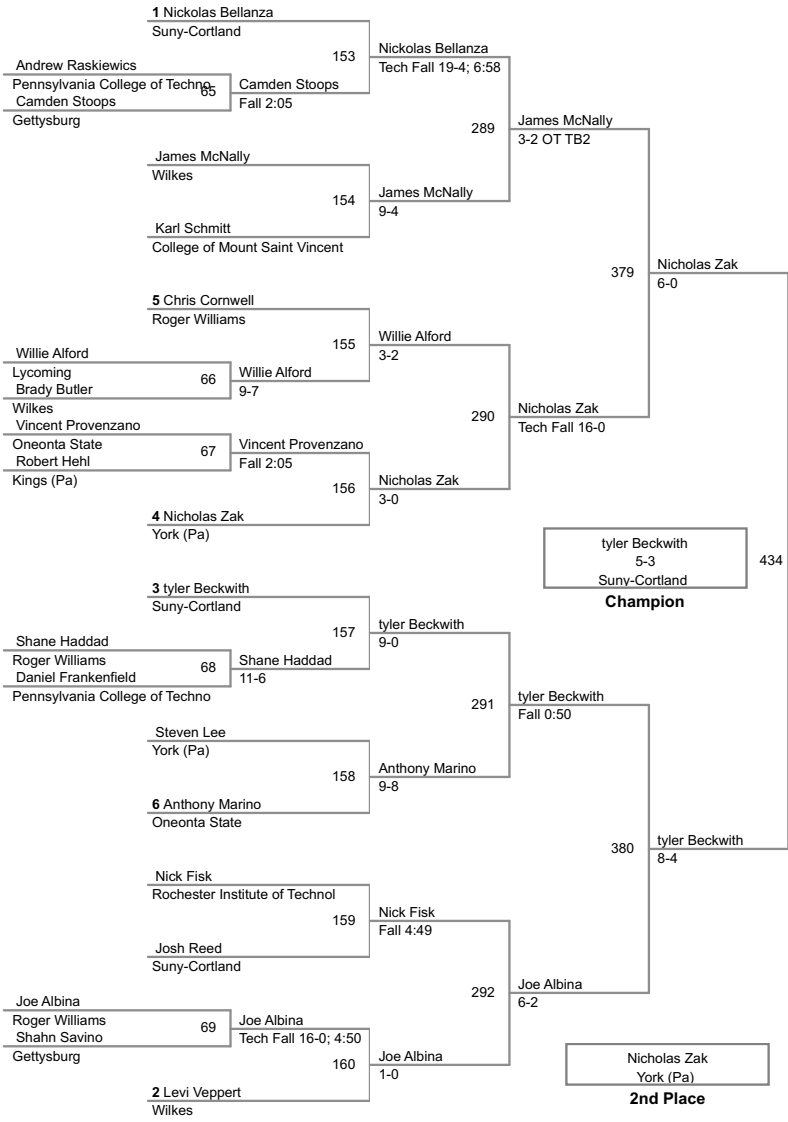 1 Nickolas Bellanza
Suny-Cortland
153
Nickolas Bellanza
Tech Fall 19-4; 6:58
Andrew Raskiewics
Pennsylvania College of Techno
65
Camden Stoops
Camden Stoops
Fall 2:05
Gettysburg
289
James McNally
3-2 OT TB2
James McNally
Wilkes
154
James McNally
9-4
Karl Schmitt
College of Mount Saint Vincent
379
Nicholas Zak
6-0
5 Chris Cornwell
Roger Williams
155
Willie Alford
3-2
Willie Alford
Lycoming
66
Willie Alford
Brady Butler
9-7
Wilkes
290
Nicholas Zak
Tech Fall 16-0
Vincent Provenzano
Oneonta State
67
Vincent Provenzano
Robert Hehl
Fall 2:05
Kings (Pa)
156
Nicholas Zak
3-0
4 Nicholas Zak
York (Pa)
tyler Beckwith
5-3
Suny-Cortland
434
Champion
3 tyler Beckwith
Suny-Cortland
157
tyler Beckwith
9-0
Shane Haddad
Roger Williams
68
Shane Haddad
Daniel Frankenfield
11-6
Pennsylvania College of Techno
291
tyler Beckwith
Fall 0:50
Steven Lee
York (Pa)
158
Anthony Marino
9-8
6 Anthony Marino
Oneonta State
380
tyler Beckwith
8-4
Nick Fisk
Rochester Institute of Technol
159
Nick Fisk
Fall 4:49
Josh Reed
Suny-Cortland
292
Joe Albina
6-2
Joe Albina
Roger Williams
69
Joe Albina
Shahn Savino
Tech Fall 16-0; 4:50
Gettysburg
160
Joe Albina
1-0
2 Levi Veppert
Wilkes
Nicholas Zak
York (Pa)
2nd Place